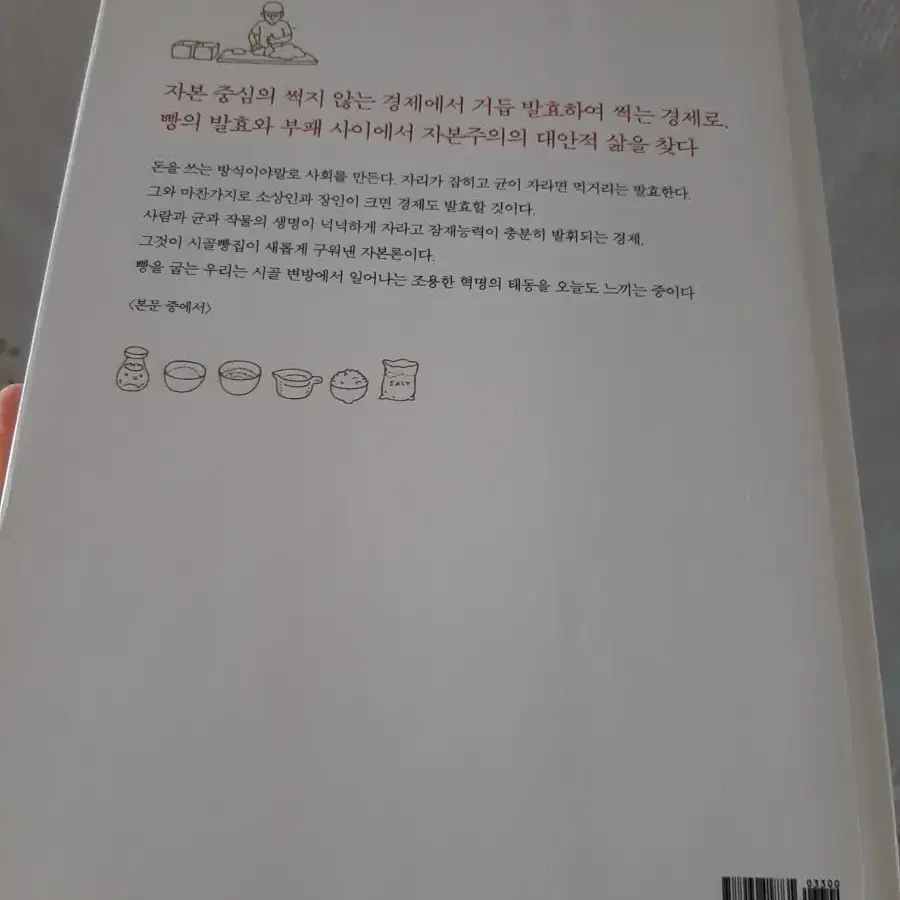 자본 중심의 썩지 않는 경제에서 거듭 발효하여 썩는 경제로.
빵의 발효와 부패 사이에서 자본주의의 대안적 삶을 찾다
돈을 쓰는 방식이야말로 사회를 만든다. 자리가 잡히고 균이 자라면 먹거리는 발효한다.
그와 마찬가지로 소상인과 장인이 크면 경제도 발효할 것이다.
사람과 균과 작물의 생명이 넉넉하게 자라고 잠재능력이 충분히 발휘되는 경제.
그것이 시골빵집이 새롭게 구워낸 자본론이다.
빵을 굽는 우리는 시골 변방에서 일어나는 조용한 혁명의 태동을 오늘도 느끼는 중이다
〈본문 중에서〉
SALT
03300